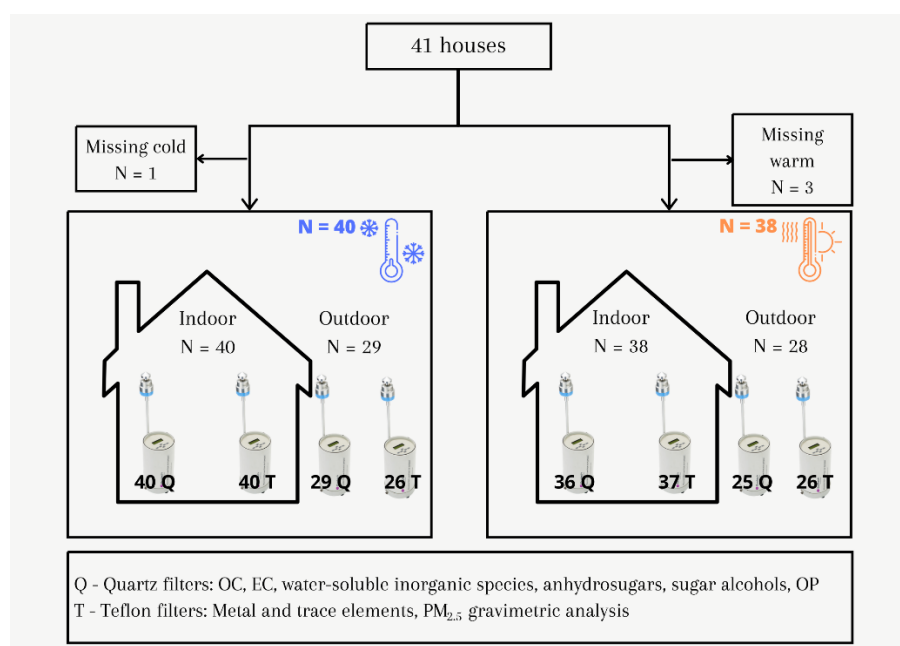 41 houses
Missing cold
N = 1
Missing
warm
N = 3
N = 40
Indoor
N = 40
Outdoor
N = 29
40 Q
40 T
29 Q
26 T
N = 38
Indoor
N = 38
Outdoor
N = 28
36 Q
37 T
25 Q
26 T
Q - Quartz filters: OC, EC, water-soluble inorganic species, anhydrosugars, sugar alcohols, OP
T - Teflon filters: Metal and trace elements, PM2.5 gravimetric analysis